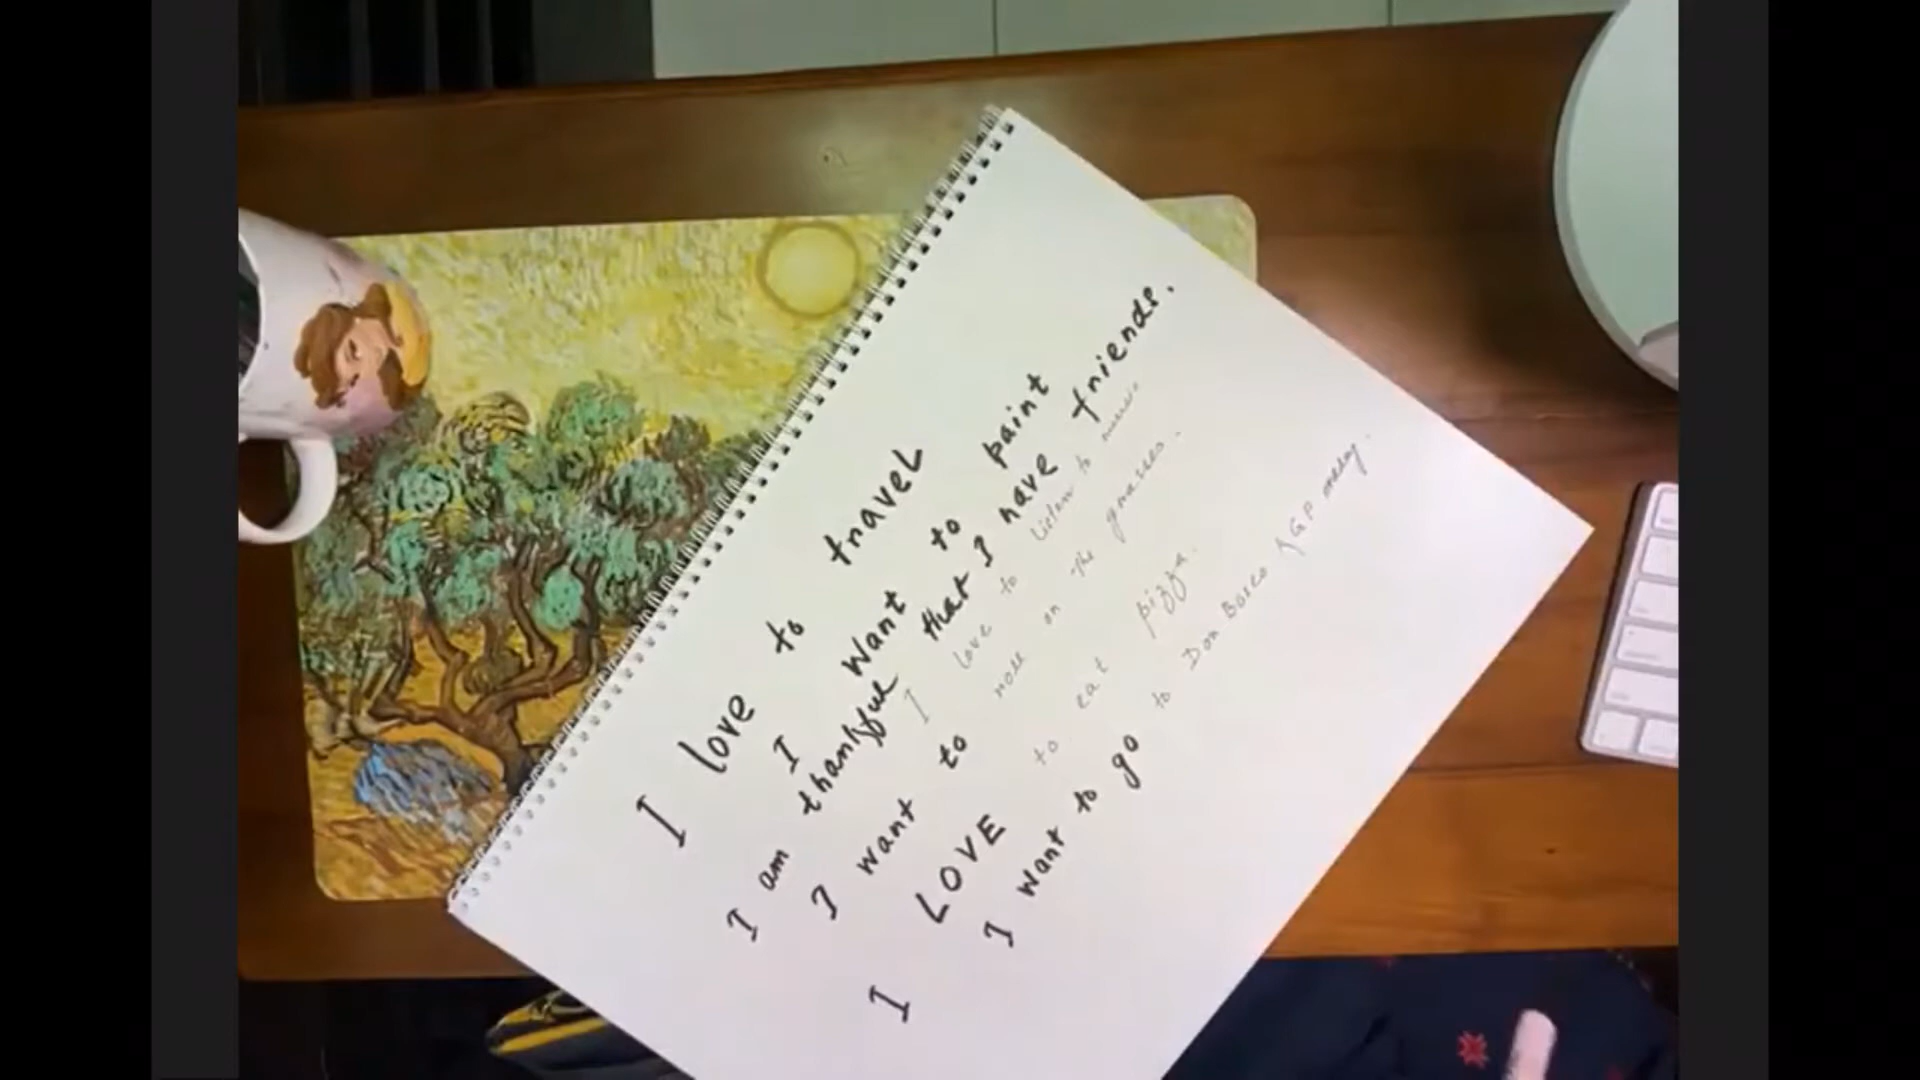 I love to travel
I want to paint
I am thankful that I have friends.
I love to listen to music
I want to roll on the grasses.
I LOVE to eat pizza.
I want to go to Don Bosco